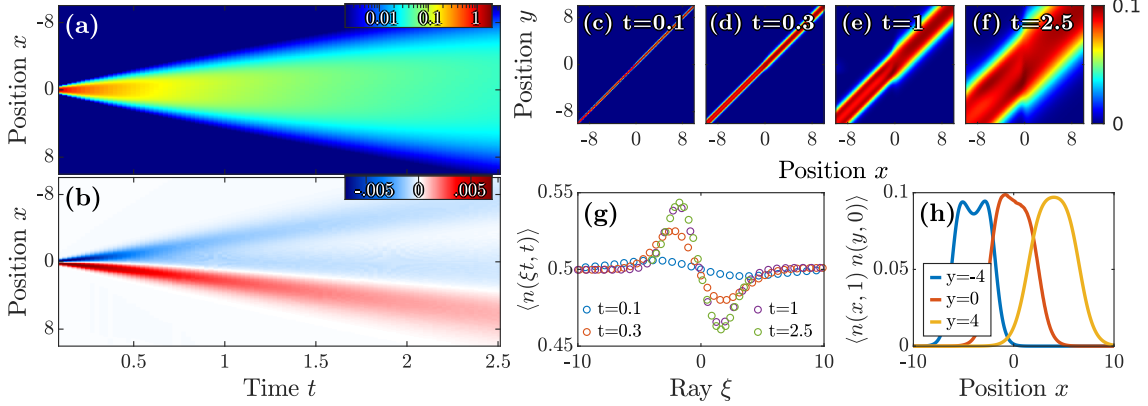 (a)
0.01 0.1 1
Position x
-8
0
8
(b)
-.005 0 .005
Position x
-8
0
8
0.5 1 1.5 2 2.5
Time t
Position y
-8
0
8
(c) t=0.1
(d) t=0.3
(e) t=1
(f) t=2.5
0.1
0
-8 0 8
-8 0 8
-8 0 8
-8 0 8
Position x
(g)
⟨n(ξt, t)⟩
0.55
0.5
0.45
t=0.1 t=1
t=0.3 t=2.5
-10 0 10
Ray ξ
(h)
⟨n(x, 1) n(y, 0)⟩
0.1
0.05
0
y=-4
y=0
y=4
-10 0 10
Position x